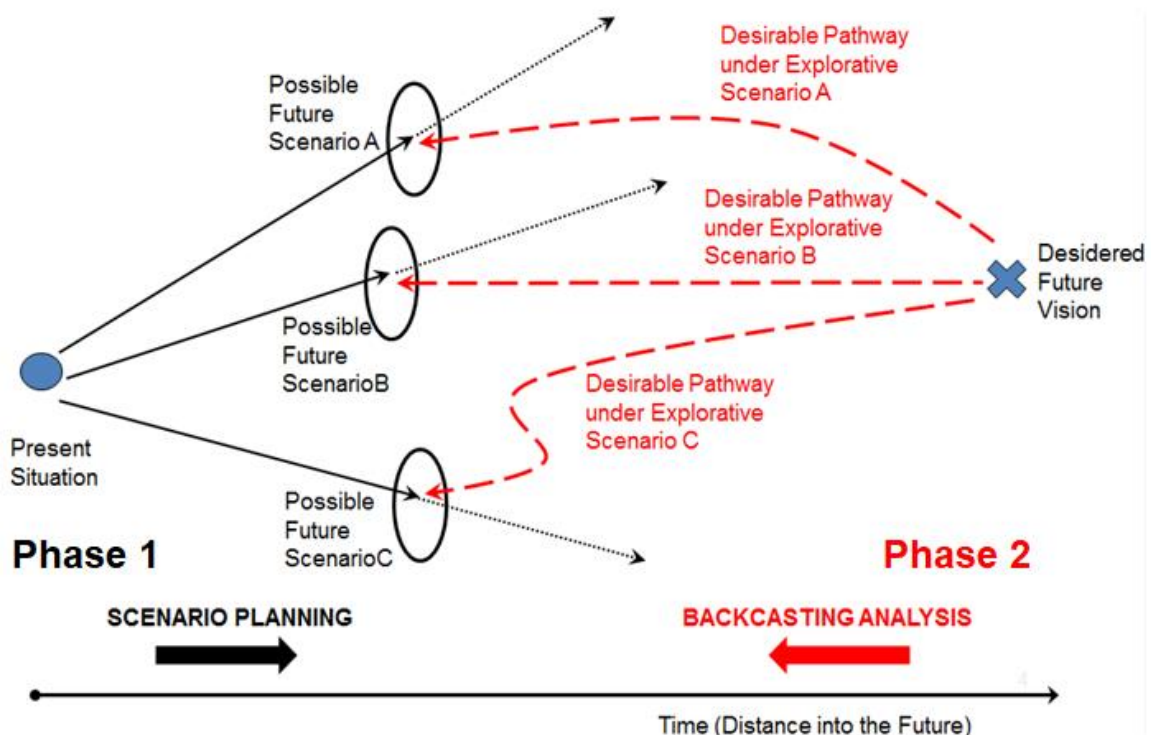 Desirable Pathway
under Explorative
Scenario A
Possible
Future
Scenario A
Desirable Pathway
under Explorative
Scenario B
Desidered
Future
Vision
Possible
Future
ScenarioB
Desirable Pathway
under Explorative
Scenario C
Present
Situation
Possible
Future
ScenarioC
Phase 1
Phase 2
SCENARIO PLANNING
BACKCASTING ANALYSIS
4
Time (Distance into the Future)